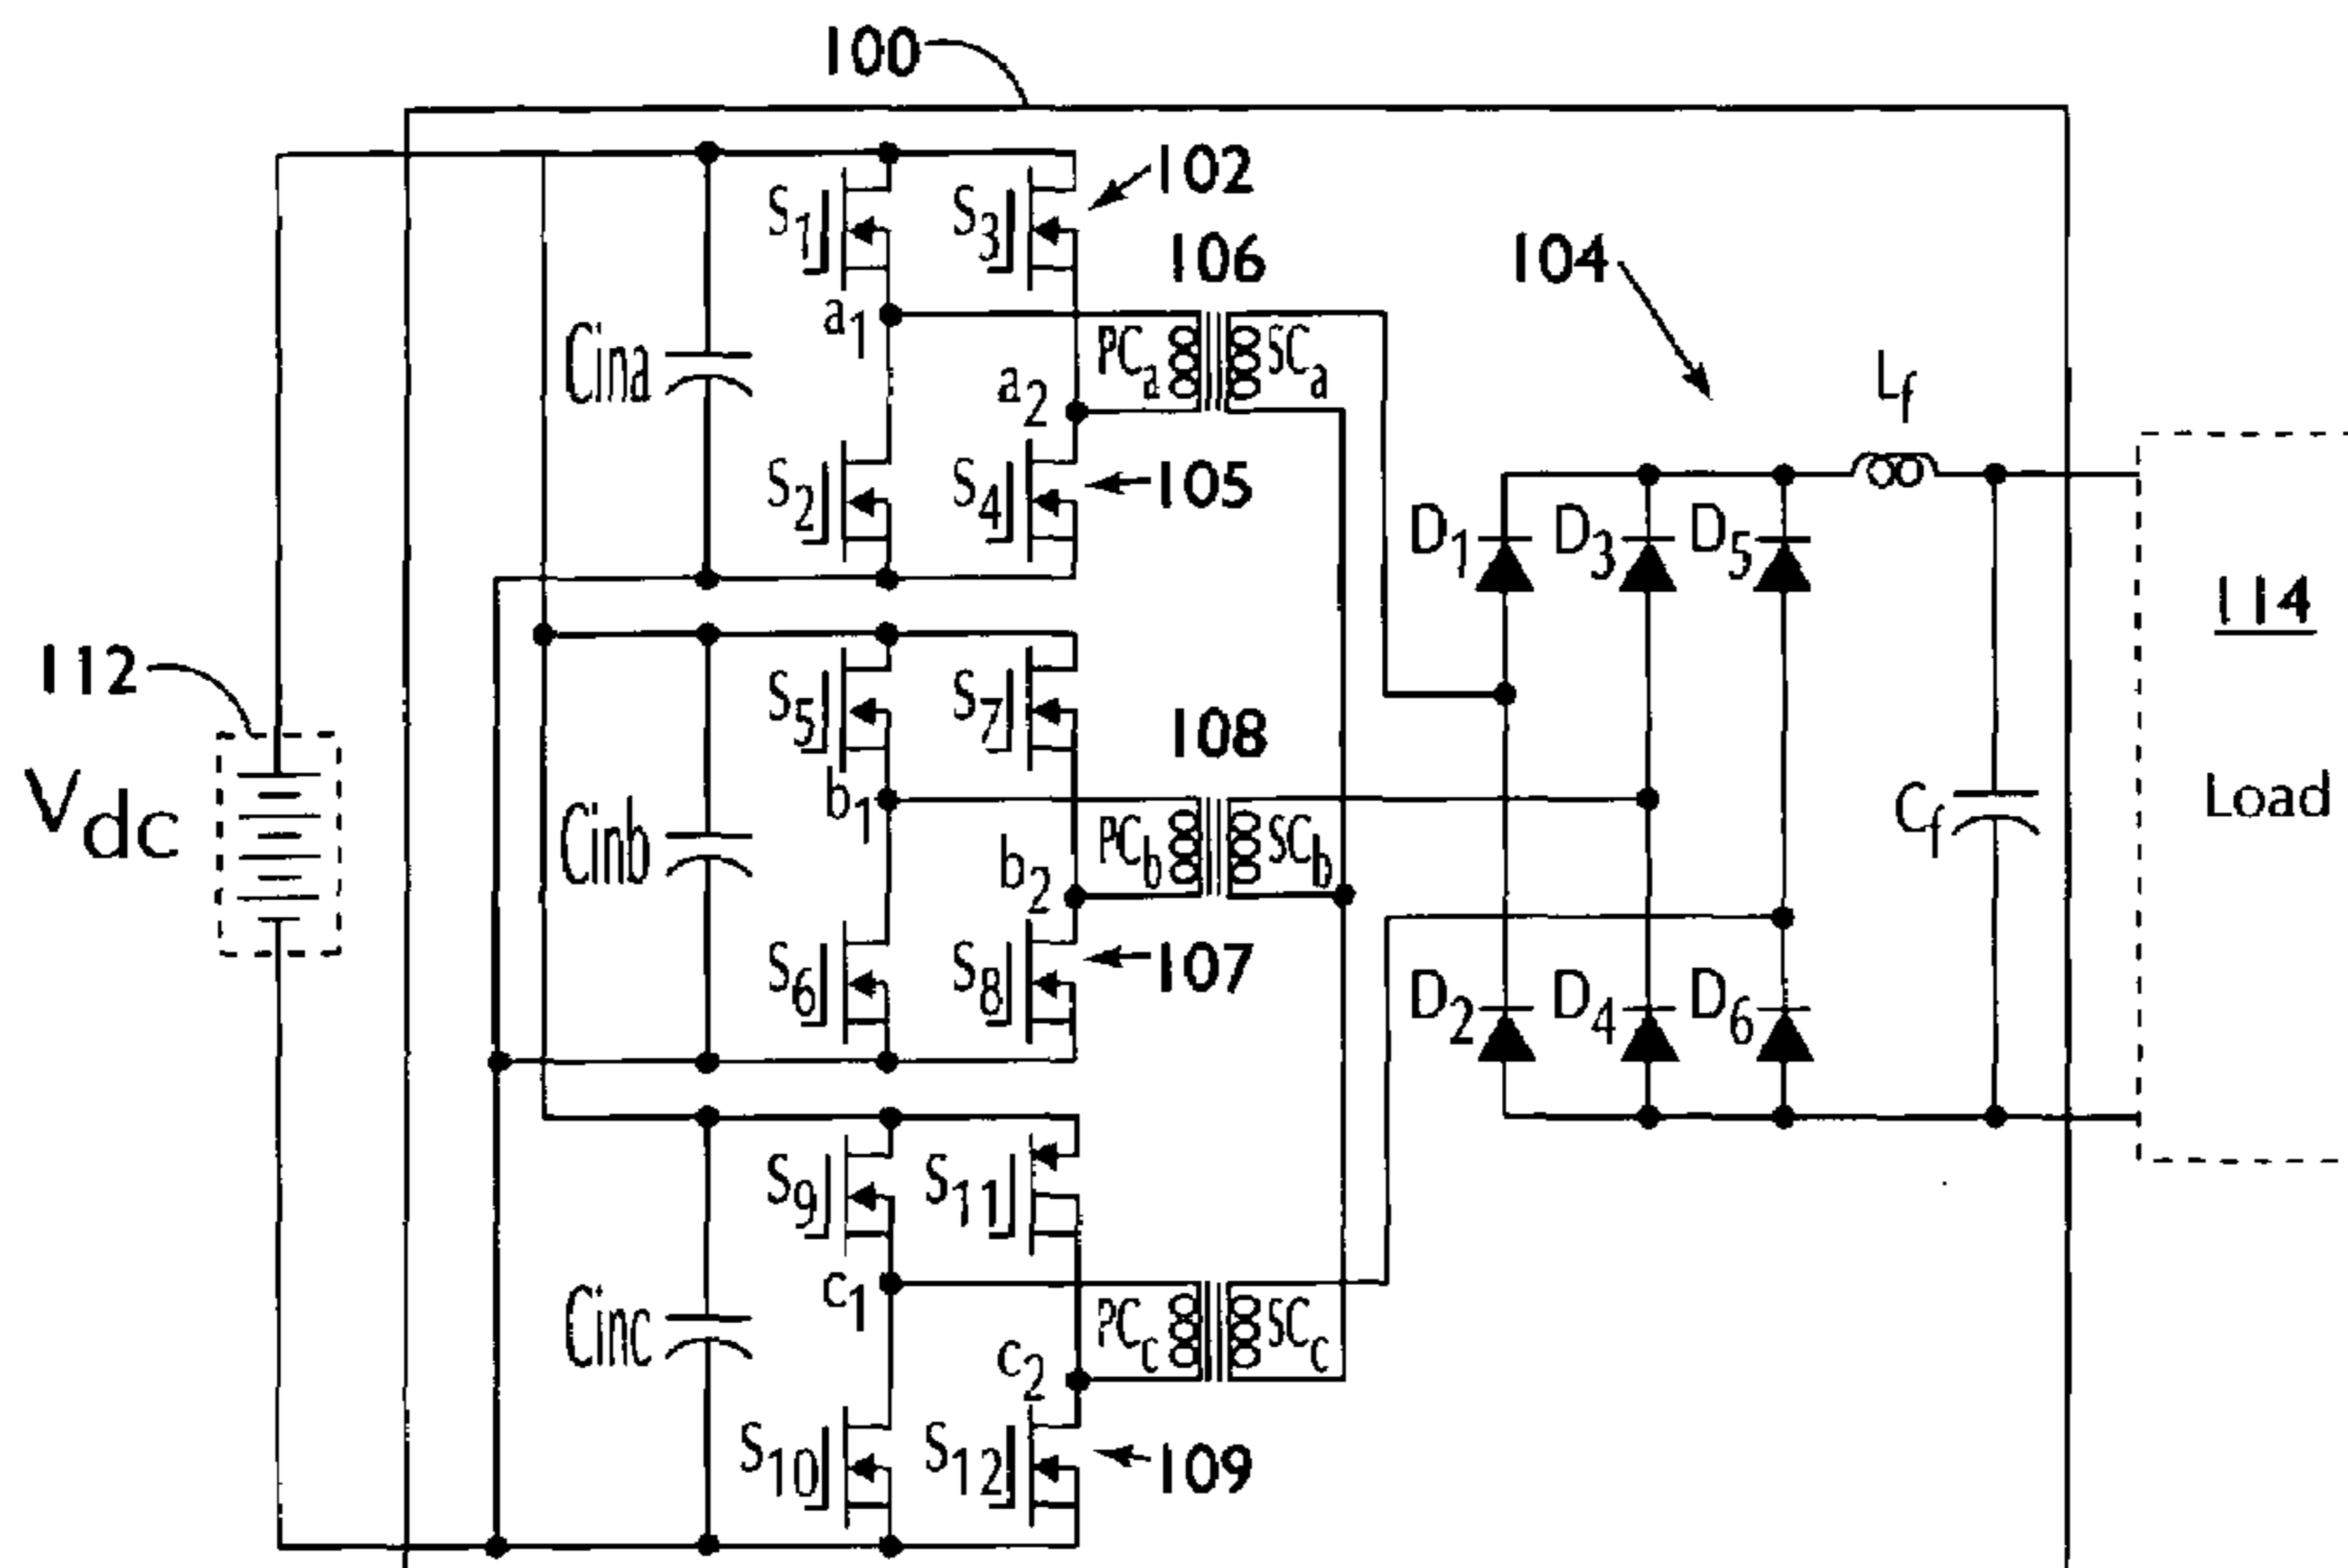 100
S1
S3
102
106
104
a1
Cina
PCa
SCa
a2
Lf
S2
S4
105
D1
D3
D5
114
112
S5
S7
108
Vdc
b1
Load
Cinb
PCb
SCb
Cf
b2
S6
S8
107
D2
D4
D6
S9
S11
c1
Cinc
PCc
SCc
c2
S10
S12
109